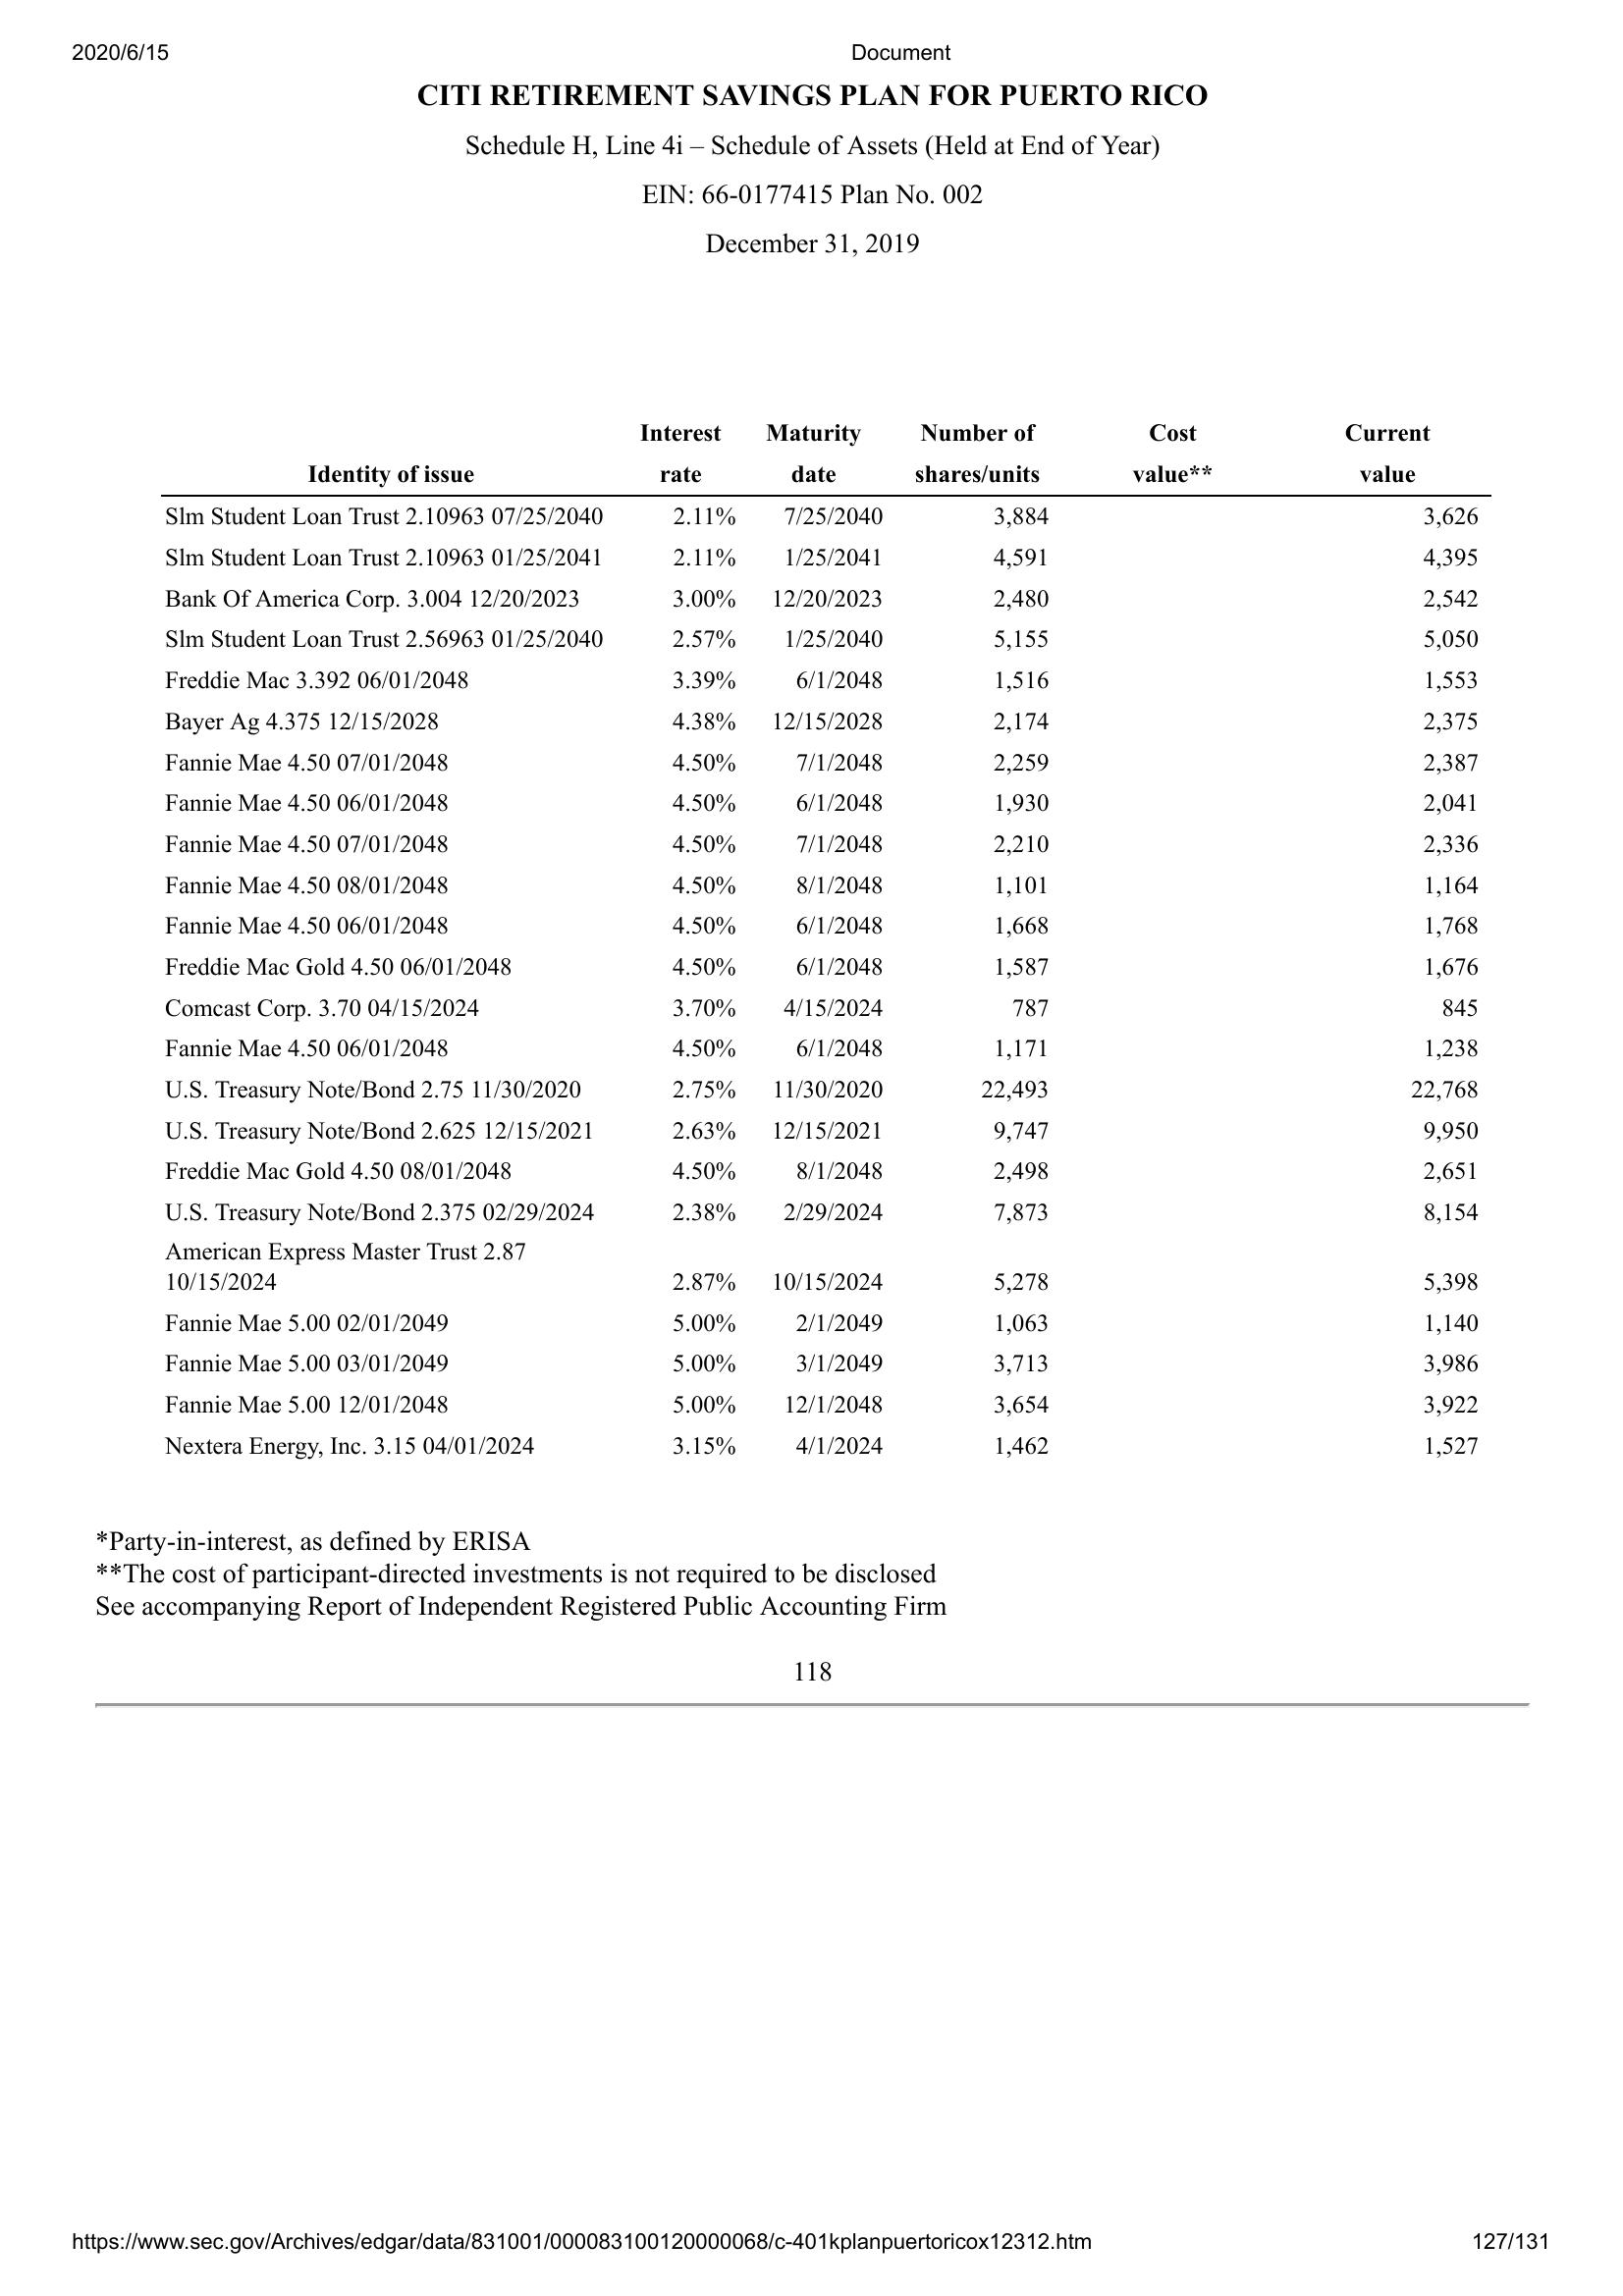 2020/6/15 Document
CITI RETIREMENT SAVINGS PLAN FOR PUERTO RICO
Schedule H, Line 4i – Schedule of Assets (Held at End of Year)
EIN: 66-0177415 Plan No. 002
December 31, 2019
Interest Maturity Number of Cost Current
Identity of issue rate date shares/units value** value
Slm Student Loan Trust 2.10963 07/25/2040 2.11% 7/25/2040 3,884 3,626
Slm Student Loan Trust 2.10963 01/25/2041 2.11% 1/25/2041 4,591 4,395
Bank Of America Corp. 3.004 12/20/2023 3.00% 12/20/2023 2,480 2,542
Slm Student Loan Trust 2.56963 01/25/2040 2.57% 1/25/2040 5,155 5,050
Freddie Mac 3.392 06/01/2048 3.39% 6/1/2048 1,516 1,553
Bayer Ag 4.375 12/15/2028 4.38% 12/15/2028 2,174 2,375
Fannie Mae 4.50 07/01/2048 4.50% 7/1/2048 2,259 2,387
Fannie Mae 4.50 06/01/2048 4.50% 6/1/2048 1,930 2,041
Fannie Mae 4.50 07/01/2048 4.50% 7/1/2048 2,210 2,336
Fannie Mae 4.50 08/01/2048 4.50% 8/1/2048 1,101 1,164
Fannie Mae 4.50 06/01/2048 4.50% 6/1/2048 1,668 1,768
Freddie Mac Gold 4.50 06/01/2048 4.50% 6/1/2048 1,587 1,676
Comcast Corp. 3.70 04/15/2024 3.70% 4/15/2024 787 845
Fannie Mae 4.50 06/01/2048 4.50% 6/1/2048 1,171 1,238
U.S. Treasury Note/Bond 2.75 11/30/2020 2.75% 11/30/2020 22,493 22,768
U.S. Treasury Note/Bond 2.625 12/15/2021 2.63% 12/15/2021 9,747 9,950
Freddie Mac Gold 4.50 08/01/2048 4.50% 8/1/2048 2,498 2,651
U.S. Treasury Note/Bond 2.375 02/29/2024 2.38% 2/29/2024 7,873 8,154
American Express Master Trust 2.87
10/15/2024 2.87% 10/15/2024 5,278 5,398
Fannie Mae 5.00 02/01/2049 5.00% 2/1/2049 1,063 1,140
Fannie Mae 5.00 03/01/2049 5.00% 3/1/2049 3,713 3,986
Fannie Mae 5.00 12/01/2048 5.00% 12/1/2048 3,654 3,922
Nextera Energy, Inc. 3.15 04/01/2024 3.15% 4/1/2024 1,462 1,527
*Party-in-interest, as defined by ERISA
**The cost of participant-directed investments is not required to be disclosed
See accompanying Report of Independent Registered Public Accounting Firm
118
https://www.sec.gov/Archives/edgar/data/831001/000083100120000068/c-401kplanpuertoricox12312.htm 127/131